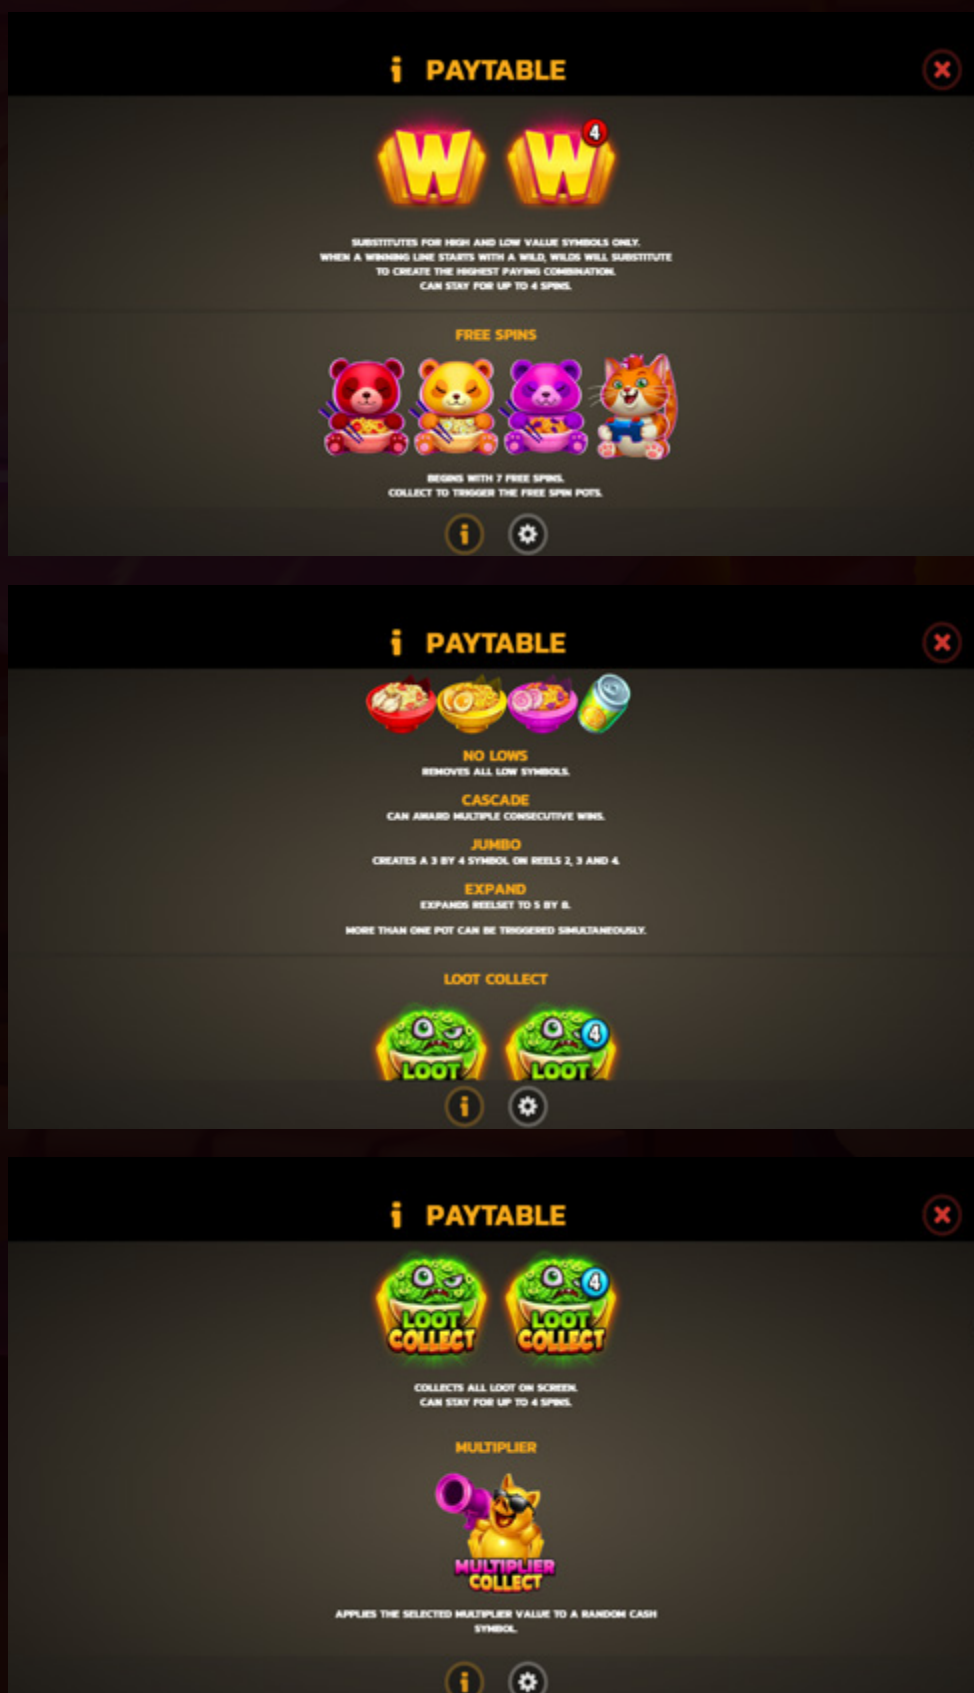 PAYTABLE
W W 4
SUBSTITUTES FOR HIGH AND LOW VALUE SYMBOLS ONLY.
WHEN A WINNING LINE STARTS WITH A WILD, WILDS WILL SUBSTITUTE
TO CREATE THE HIGHEST PAYING COMBINATION.
CAN STAY FOR UP TO 4 SPINS.
FREE SPINS
BEGINS WITH 7 FREE SPINS.
COLLECT TO TRIGGER THE FREE SPIN POTS.
PAYTABLE
NO LOWS
REMOVES ALL LOW SYMBOLS.
CASCADE
CAN AWARD MULTIPLE CONSECUTIVE WINS.
JUMBO
CREATES A 3 BY 4 SYMBOL ON REELS 2, 3 AND 4.
EXPAND
EXPANDS REELSET TO 5 BY 8.
MORE THAN ONE POT CAN BE TRIGGERED SIMULTANEOUSLY.
LOOT COLLECT
4
LOOT LOOT
PAYTABLE
4
LOOT LOOT
COLLECT COLLECT
COLLECTS ALL LOOT ON SCREEN.
CAN STAY FOR UP TO 4 SPINS.
MULTIPLIER
MULTIPLIER
COLLECT
APPLIES THE SELECTED MULTIPLIER VALUE TO A RANDOM CASH
SYMBOL.